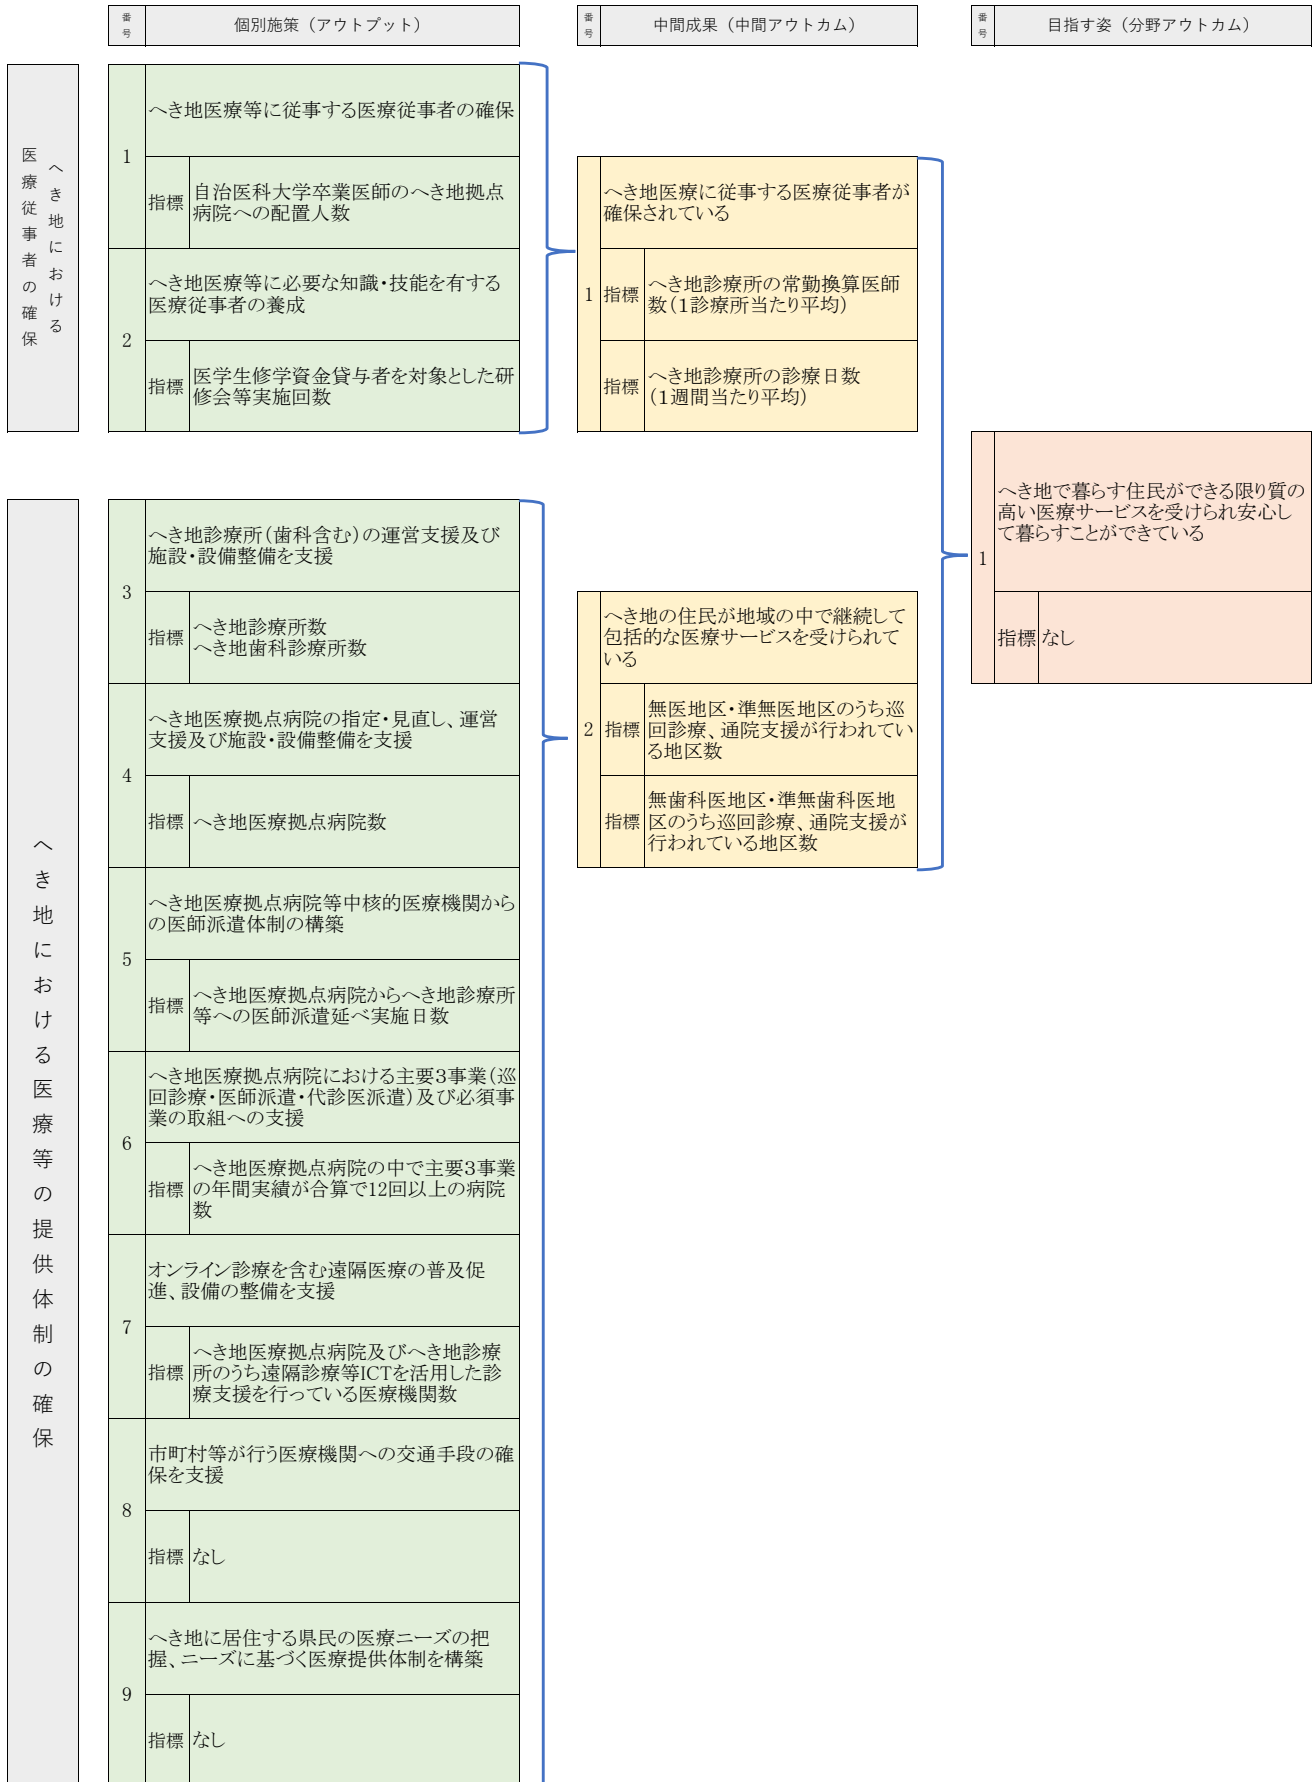 番号
個別施策（アウトプット）
番号
中間成果（中間アウトカム）
番号
目指す姿（分野アウトカム）
へき地における
医療従事者の確保
1
へき地医療等に従事する医療従事者の確保
指標
自治医科大学卒業医師のへき地拠点
病院への配置人数
2
へき地医療等に必要な知識・技能を有する
医療従事者の養成
指標
医学生修学資金貸与者を対象とした研
修会等実施回数
1
へき地医療に従事する医療従事者が
確保されている
指標
へき地診療所の常勤換算医師
数（1診療所当たり平均）
指標
へき地診療所の診療日数
（1週間当たり平均）
1
へき地で暮らす住民ができる限り質の
高い医療サービスを受けられ安心し
て暮らすことができている
指標
なし
へき地における医療等の提供体制の確保
3
へき地診療所（歯科含む）の運営支援及び
施設・設備整備を支援
指標
へき地診療所数
へき地歯科診療所数
4
へき地医療拠点病院の指定・見直し、運営
支援及び施設・設備整備を支援
指標
へき地医療拠点病院数
5
へき地医療拠点病院等中核的医療機関から
の医師派遣体制の構築
指標
へき地医療拠点病院からへき地診療所
等への医師派遣延べ実施日数
6
へき地医療拠点病院における主要3事業（巡
回診療・医師派遣・代診医派遣）及び必須事
業の取組への支援
指標
へき地医療拠点病院の中で主要3事業
の年間実績が合算で12回以上の病院
数
7
オンライン診療を含む遠隔医療の普及促
進、設備の整備を支援
指標
へき地医療拠点病院及びへき地診療
所のうち遠隔診療等ICTを活用した診
療支援を行っている医療機関数
8
市町村等が行う医療機関への交通手段の確
保を支援
指標
なし
9
へき地に居住する県民の医療ニーズの把
握、ニーズに基づく医療提供体制を構築
指標
なし
2
へき地の住民が地域の中で継続して
包括的な医療サービスを受けられて
いる
指標
無医地区・準無医地区のうち巡
回診療、通院支援が行われてい
る地区数
指標
無歯科医地区・準無歯科医地
区のうち巡回診療、通院支援が
行われている地区数